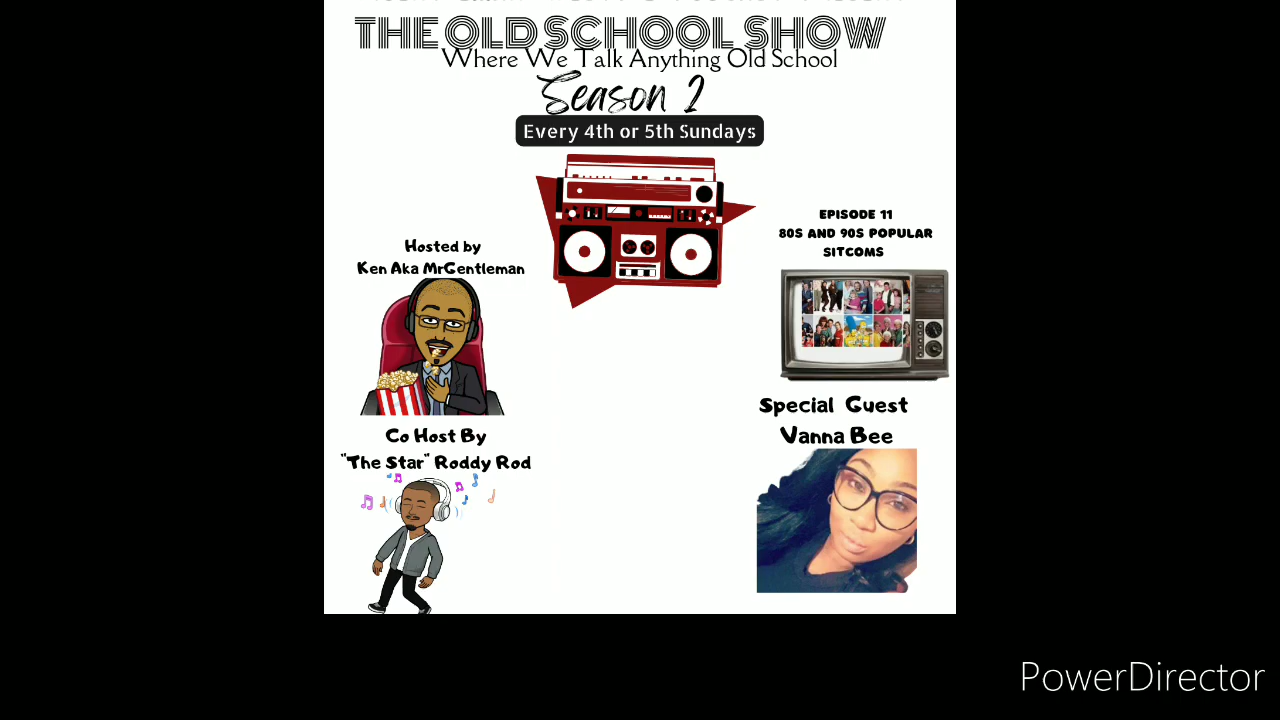 THE OLD SCHOOL SHOW
Where We Talk Anything Old School
Season 2
Every 4th or 5th Sundays
EPISODE 11
80S AND 90S POPULAR
SITCOMS
Hosted by
Ken Aka MrGentleman
Special Guest
Vanna Bee
Co Host By
"The Star" Roddy Rod
PowerDirector